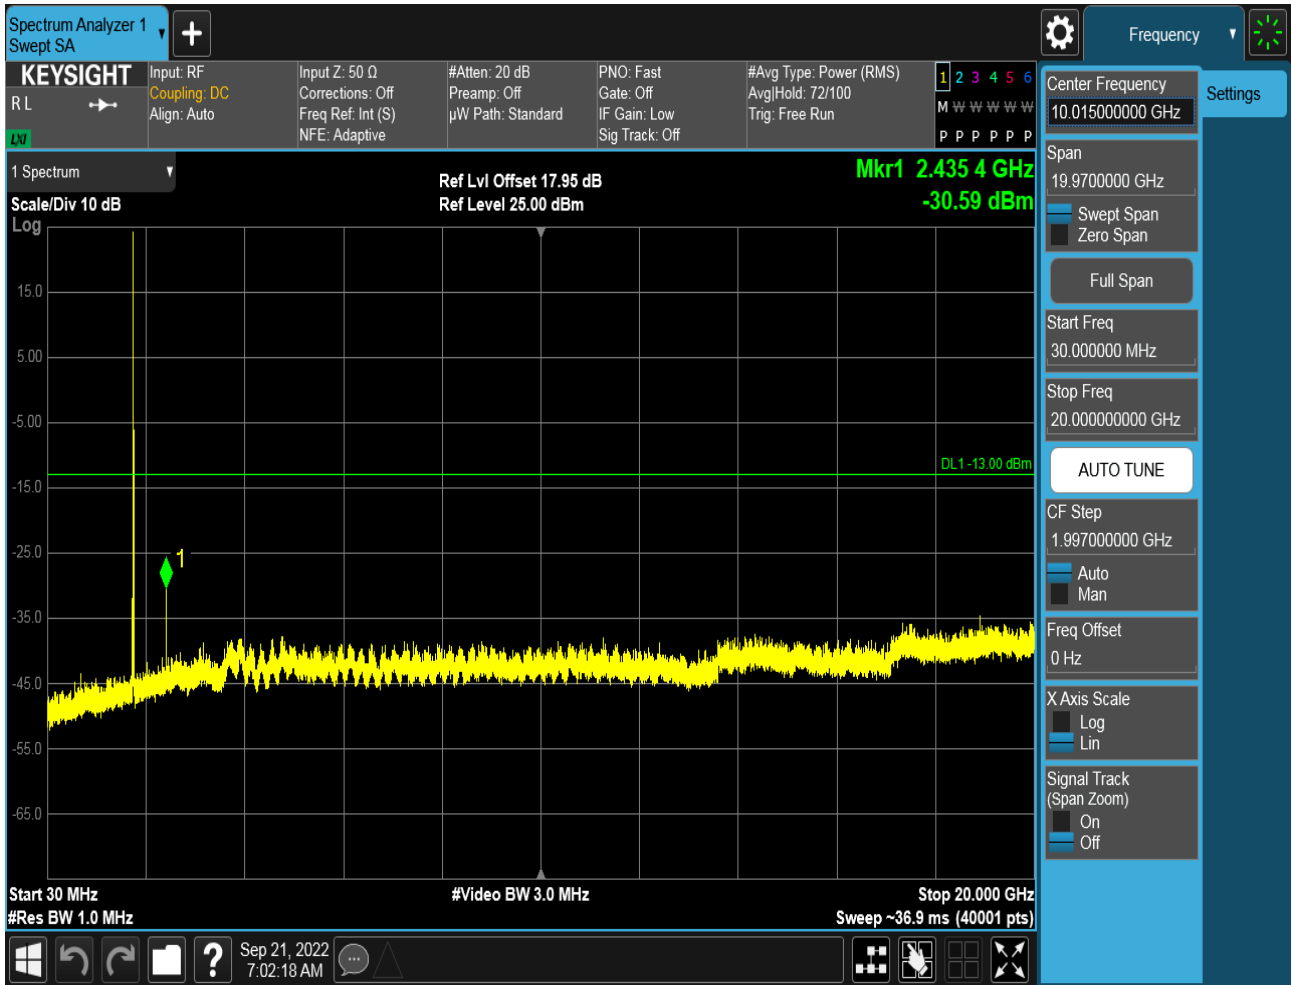 Spectrum Analyzer 1
Swept SA
+
Frequency
KEYSIGHT
R L
LXI
Input: RF
Coupling: DC
Align: Auto
Input Z: 50 Ω
Corrections: Off
Freq Ref: Int (S)
NFE: Adaptive
#Atten: 20 dB
Preamp: Off
µW Path: Standard
PNO: Fast
Gate: Off
IF Gain: Low
Sig Track: Off
#Avg Type: Power (RMS)
Avg|Hold: 72/100
Trig: Free Run
1 2 3 4 5 6
M W W W W W
P P P P P P
1 Spectrum
Scale/Div 10 dB
Log
Ref Lvl Offset 17.95 dB
Ref Level 25.00 dBm
Mkr1 2.435 4 GHz
-30.59 dBm
15.0
5.00
-5.00
DL1 -13.00 dBm
-15.0
-25.0
1
-35.0
-45.0
-55.0
-65.0
Start 30 MHz
#Video BW 3.0 MHz
Stop 20.000 GHz
#Res BW 1.0 MHz
Sweep ~36.9 ms (40001 pts)
?
Sep 21, 2022
7:02:18 AM
Center Frequency
10.015000000 GHz
Settings
Span
19.9700000 GHz
Swept Span
Zero Span
Full Span
Start Freq
30.000000 MHz
Stop Freq
20.000000000 GHz
AUTO TUNE
CF Step
1.997000000 GHz
Auto
Man
Freq Offset
0 Hz
X Axis Scale
Log
Lin
Signal Track
(Span Zoom)
On
Off